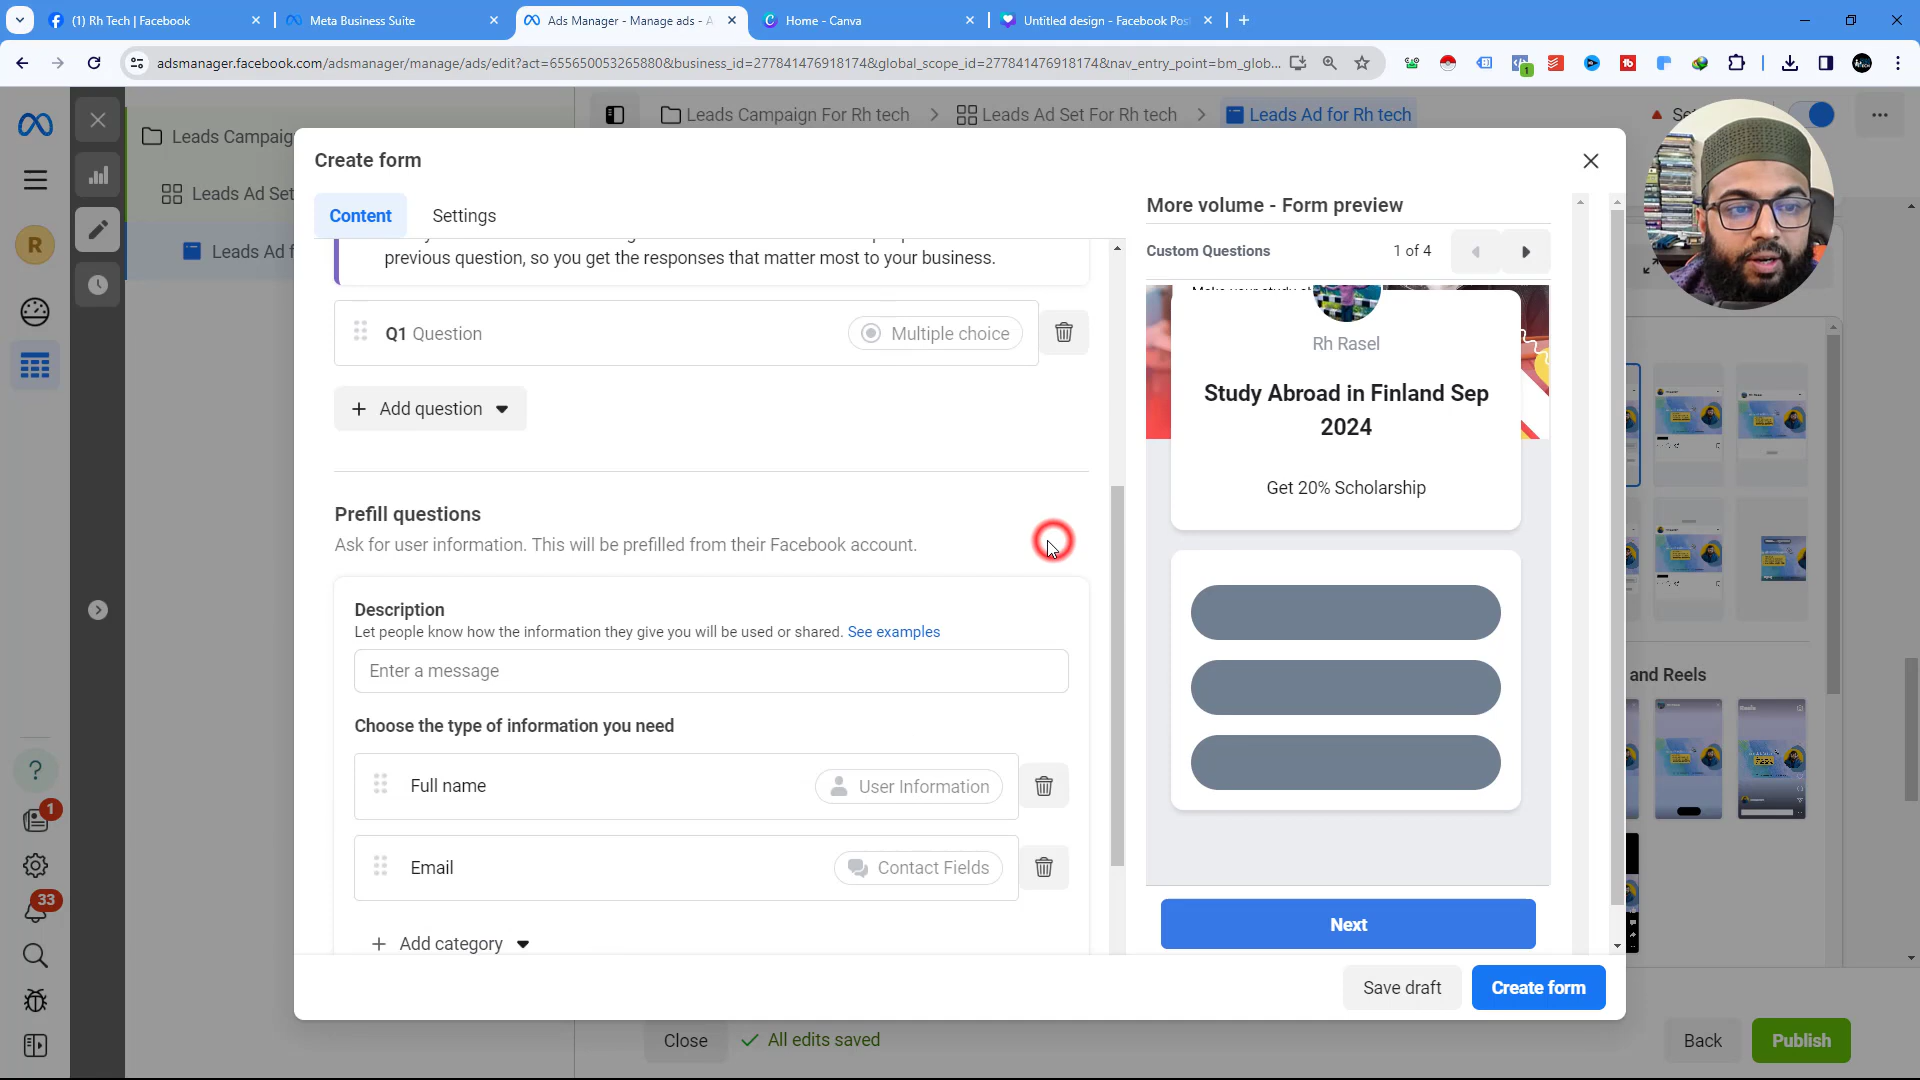 (1) Rh Tech | Facebook
Meta Business Suite
Ads Manager - Manage ads - A
Home - Canva
Untitled design - Facebook Pos
adsmanager.facebook.com/adsmanager/manage/ads/edit?act=655650053265880&business_id=277841476918174&global_scope_id=277841476918174&nav_entry_point=bm_glob...
Leads Campaign
Leads Ad Set
Leads Ad f
Leads Campaign For Rh tech
Leads Ad Set For Rh tech
Leads Ad for Rh tech
R
1
33
Create form
Content
Settings
previous question, so you get the responses that matter most to your business.
Q1 Question
Multiple choice
+ Add question
Prefill questions
Ask for user information. This will be prefilled from their Facebook account.
Description
Let people know how the information they give you will be used or shared. See examples
Enter a message
Choose the type of information you need
Full name
User Information
Email
Contact Fields
+ Add category
More volume - Form preview
Custom Questions
1 of 4
Rh Rasel
Study Abroad in Finland Sep
2024
Get 20% Scholarship
Next
and Reels
Save draft
Create form
Close
All edits saved
Back
Publish